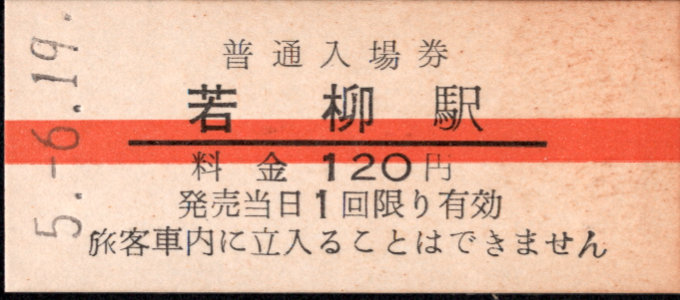 5.-6.19.
普通入場券
若柳駅
料金 120円
発売当日1回限り有効
旅客車内に立入ることはできません